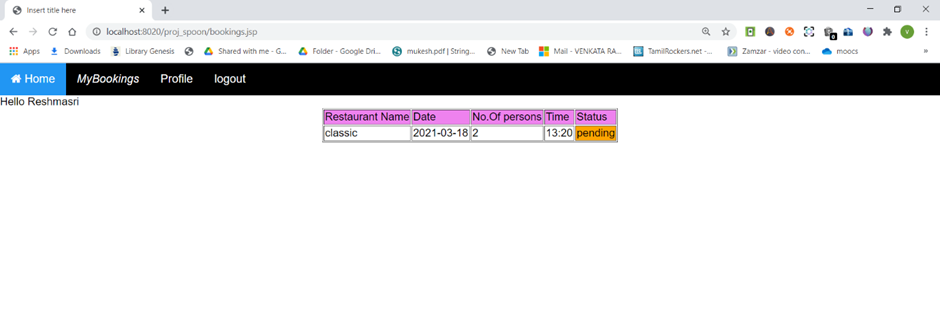 Insert title here
localhost:8020/proj_spoon/bookings.jsp
Apps Downloads Library Genesis Shared with me - G... Folder - Google Dri... mukesh.pdf | String... New Tab Mail - VENKATA RA... TamilRockers.net -... Zamzar - video con... moocs »
Home MyBookings Profile logout
Hello Reshmasri
Restaurant Name Date No.Of persons Time Status
classic 2021-03-18 2 13:20 pending